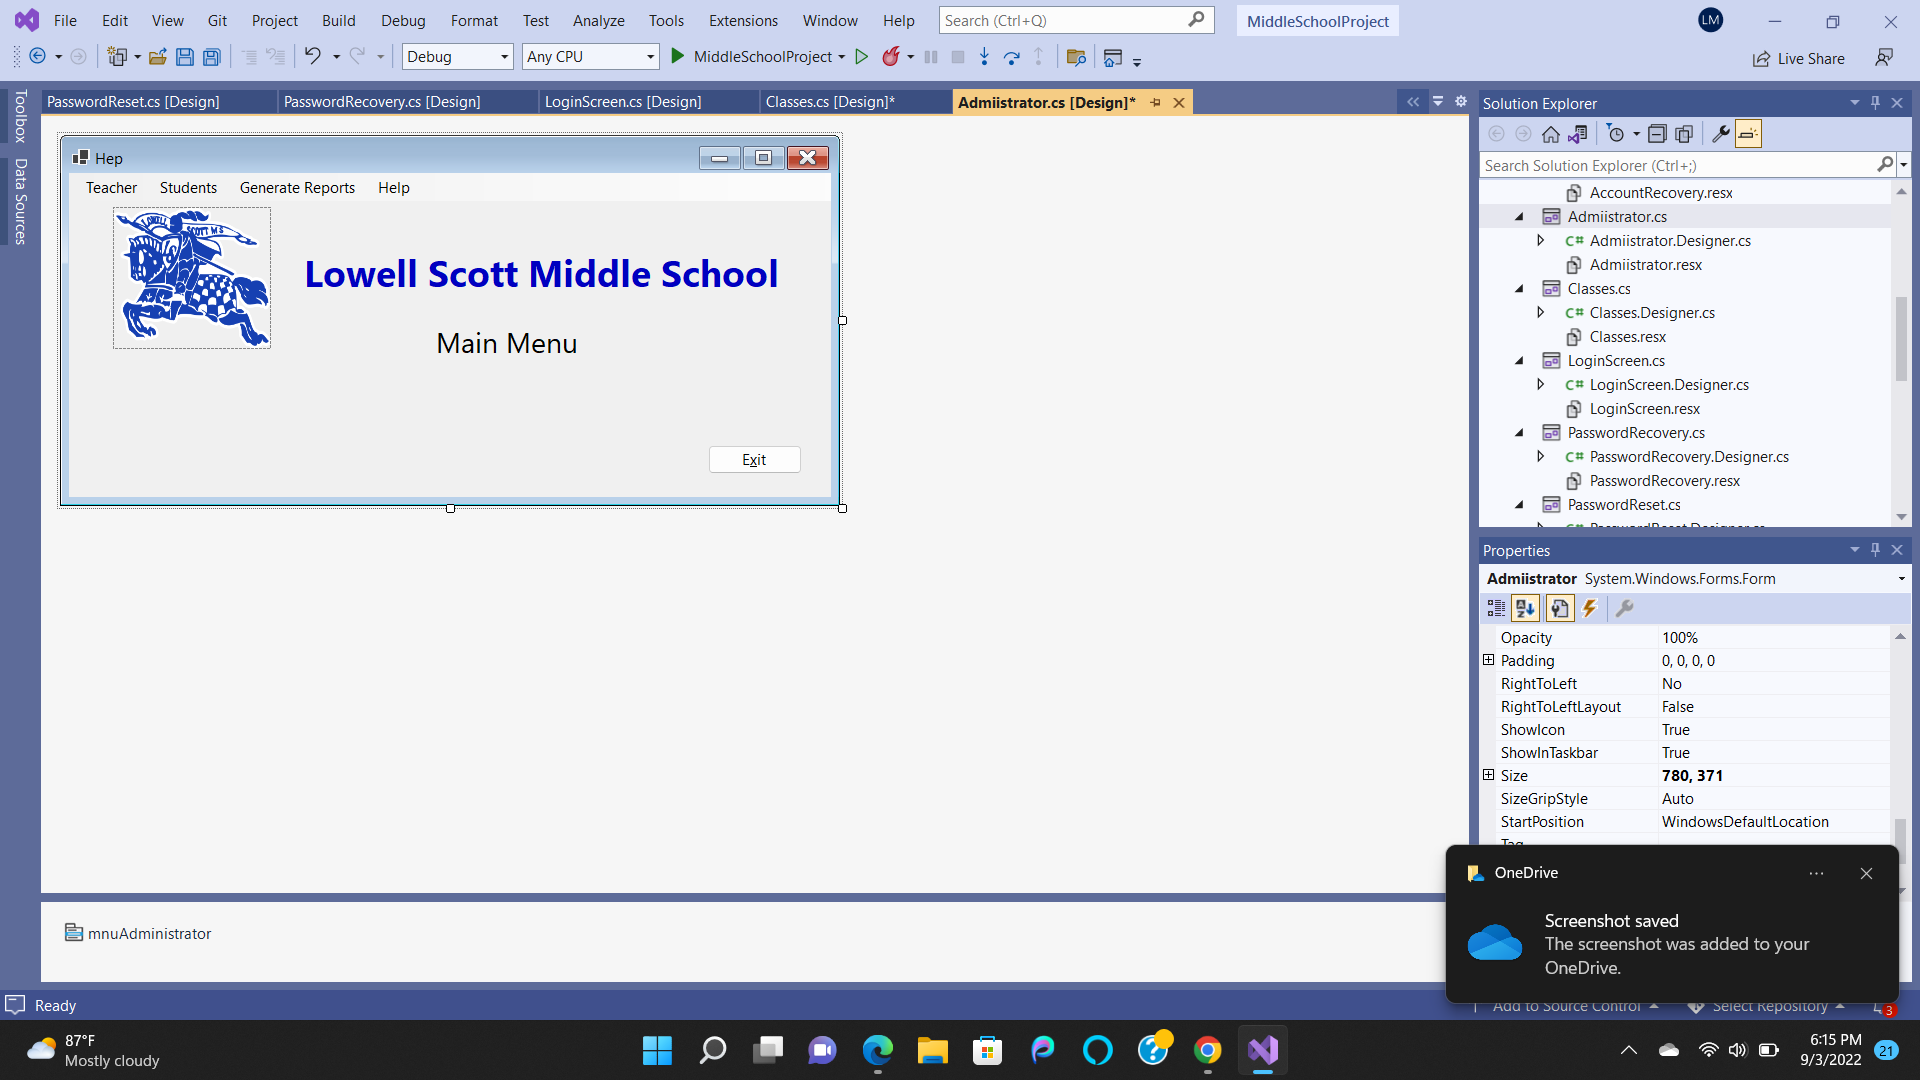 File Edit View Git Project Build Debug Format Test Analyze Tools Extensions Window Help Search (Ctrl+Q) MiddleSchoolProject LM
Debug Any CPU MiddleSchoolProject Live Share
Toolbox
Data Sources
PasswordReset.cs [Design] PasswordRecovery.cs [Design] LoginScreen.cs [Design] Classes.cs [Design]* Admiistrator.cs [Design]*
Hep
Teacher Students Generate Reports Help
LOWELL
SCOTT M S
Lowell Scott Middle School
Main Menu
Exit
mnuAdministrator
Solution Explorer
Search Solution Explorer (Ctrl+;)
AccountRecovery.resx
Admiistrator.cs
C# Admiistrator.Designer.cs
Admiistrator.resx
Classes.cs
C# Classes.Designer.cs
Classes.resx
LoginScreen.cs
C# LoginScreen.Designer.cs
LoginScreen.resx
PasswordRecovery.cs
C# PasswordRecovery.Designer.cs
PasswordRecovery.resx
PasswordReset.cs
C# PasswordReset.Designer.cs
Properties
Admiistrator System.Windows.Forms.Form
Opacity 100%
Padding 0, 0, 0, 0
RightToLeft No
RightToLeftLayout False
ShowIcon True
ShowInTaskbar True
Size 780, 371
SizeGripStyle Auto
StartPosition WindowsDefaultLocation
Tag
OneDrive
Screenshot saved
The screenshot was added to your
OneDrive.
Ready Add to Source Control Select Repository 3
87°F
Mostly cloudy
6:15 PM
9/3/2022 21